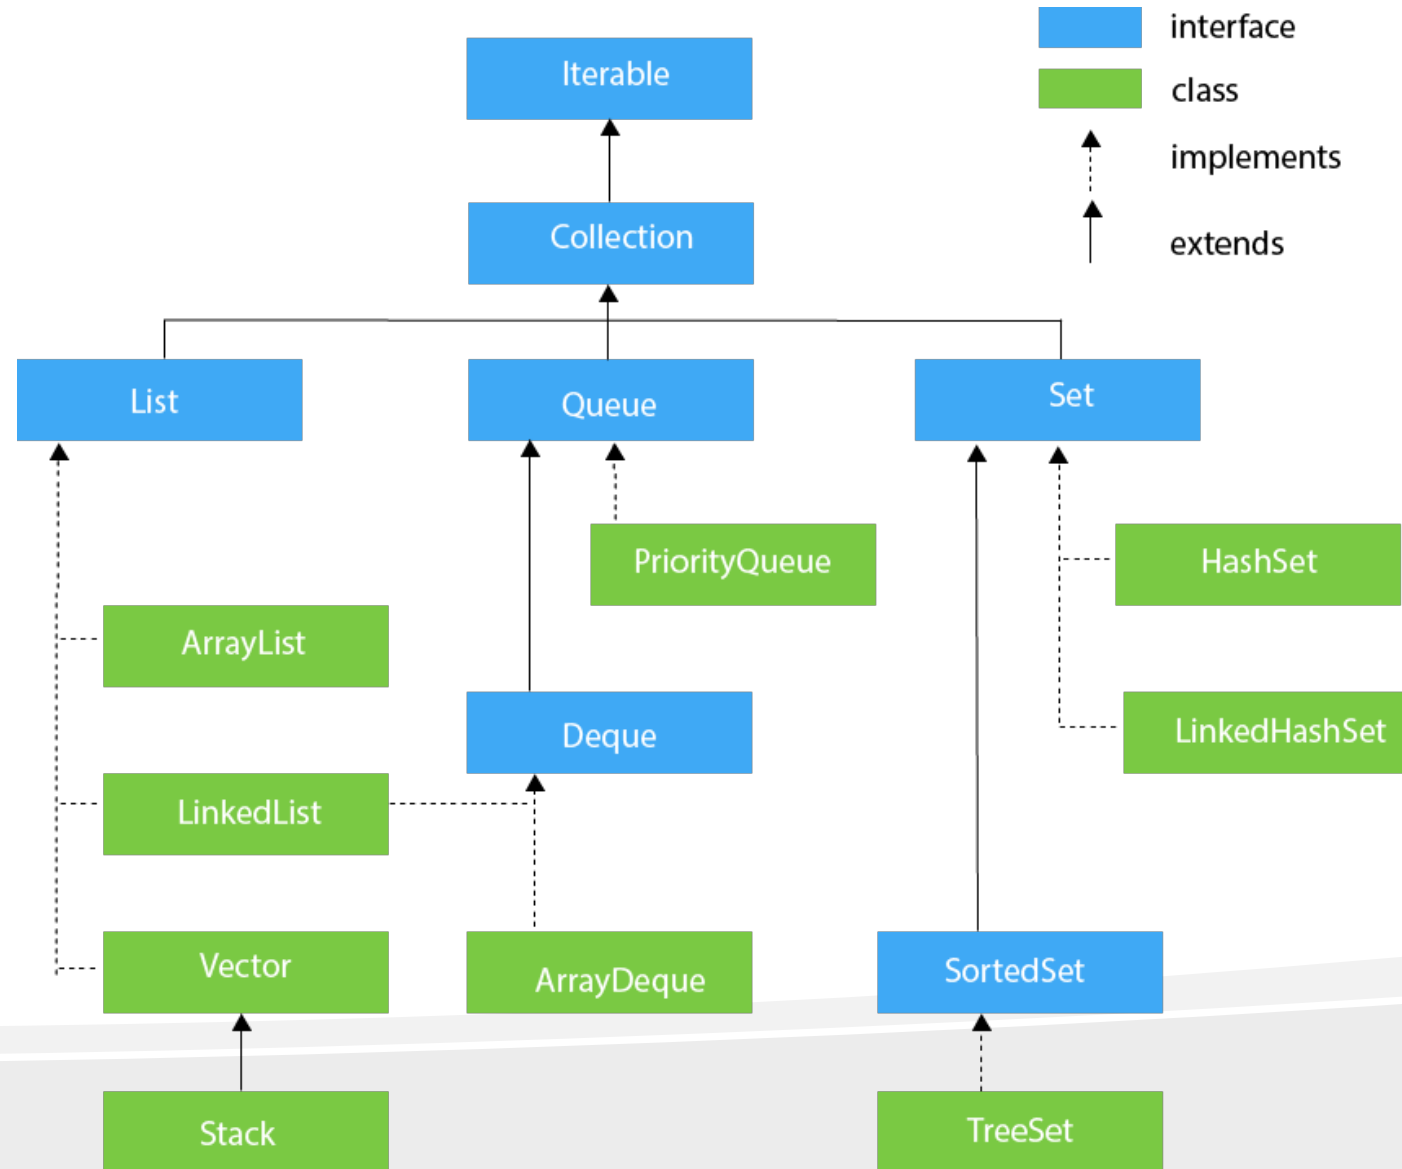 interface
Iterable
class
implements
Collection
extends
List
Queue
Set
PriorityQueue
HashSet
ArrayList
Deque
LinkedHashSet
LinkedList
Vector
ArrayDeque
SortedSet
Stack
TreeSet